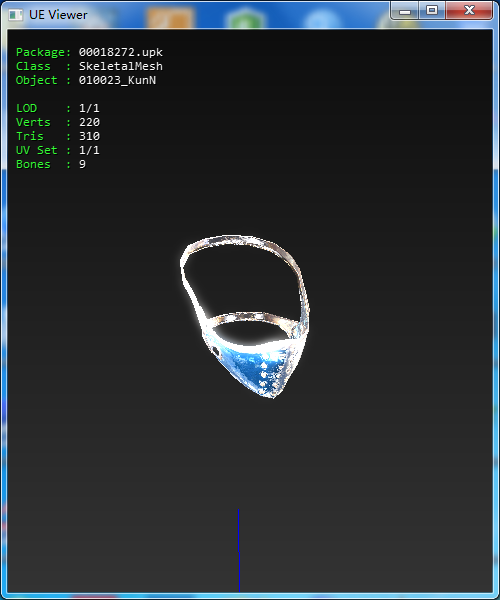 UE Viewer
Package: 00018272.upk
Class  : SkeletalMesh
Object : 010023_KunN
LOD    : 1/1
Verts  : 220
Tris   : 310
UV Set : 1/1
Bones  : 9